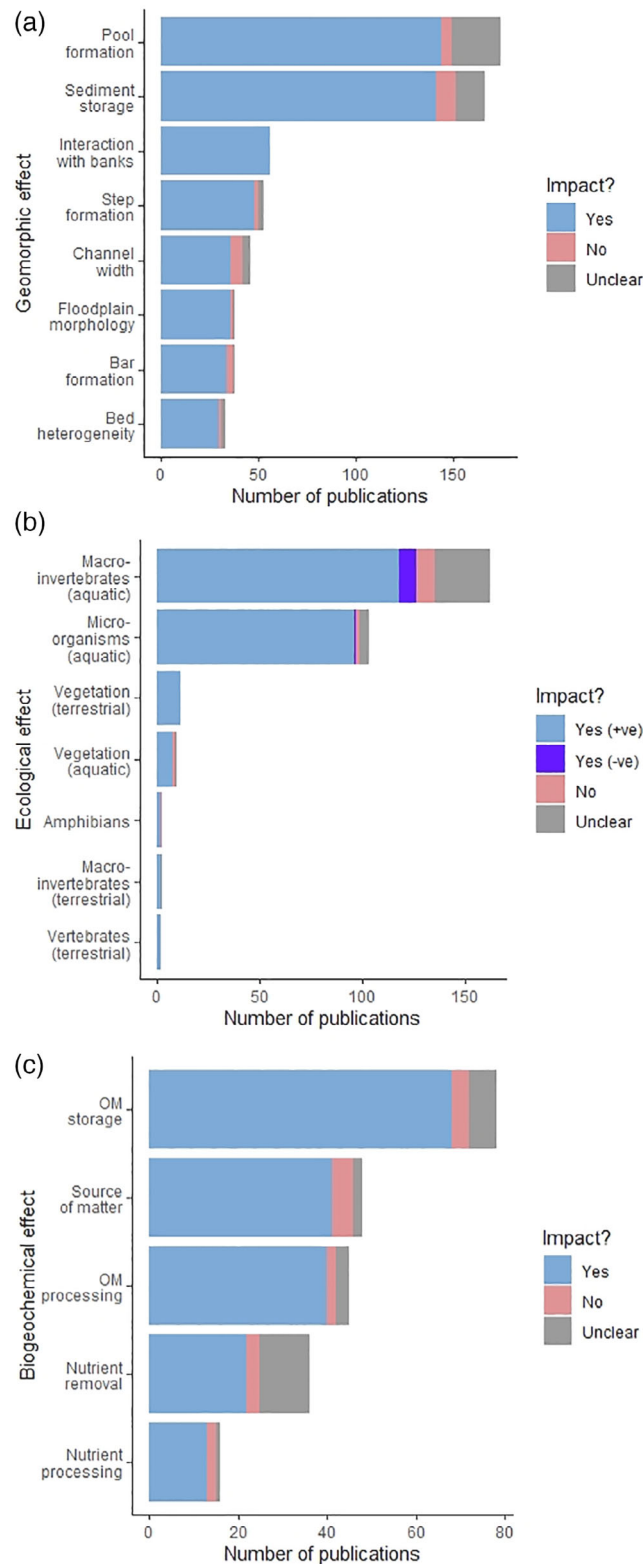 (a)
Pool
formation
Sediment
storage
Interaction
with banks
Step
formation
Channel
width
Floodplain
morphology
Bar
formation
Bed
heterogeneity
Geomorphic effect
0 50 100 150
Number of publications
Impact?
Yes
No
Unclear
(b)
Macro-
invertebrates
(aquatic)
Micro-
organisms
(aquatic)
Vegetation
(terrestrial)
Vegetation
(aquatic)
Amphibians
Macro-
invertebrates
(terrestrial)
Vertebrates
(terrestrial)
Ecological effect
0 50 100 150
Number of publications
Impact?
Yes (+ve)
Yes (-ve)
No
Unclear
(c)
OM
storage
Source
of matter
OM
processing
Nutrient
removal
Nutrient
processing
Biogeochemical effect
0 20 40 60 80
Number of publications
Impact?
Yes
No
Unclear